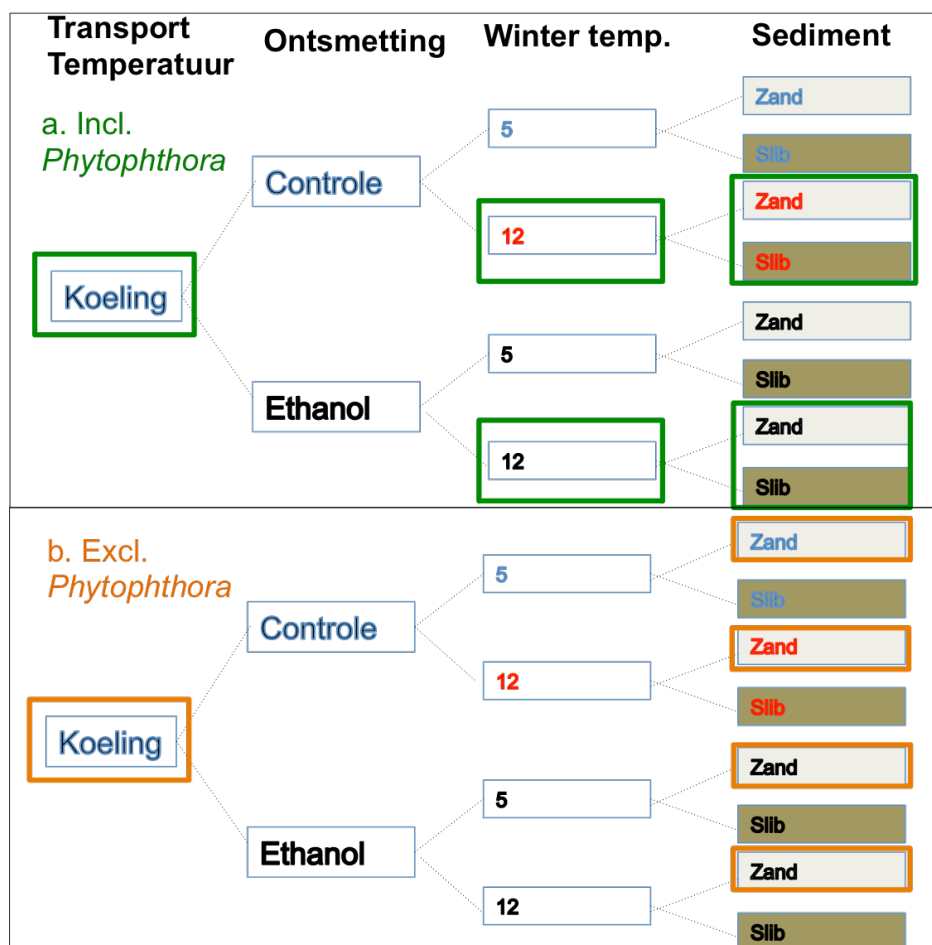 Transport
Temperatuur
Ontsmetting
Winter temp.
Sediment
a. Incl.
Phytophthora
Koeling
Controle
Ethanol
5
12
5
12
Zand
Slib
Zand
Slib
Zand
Slib
Zand
Slib
b. Excl.
Phytophthora
Koeling
Controle
Ethanol
5
12
5
12
Zand
Slib
Zand
Slib
Zand
Slib
Zand
Slib